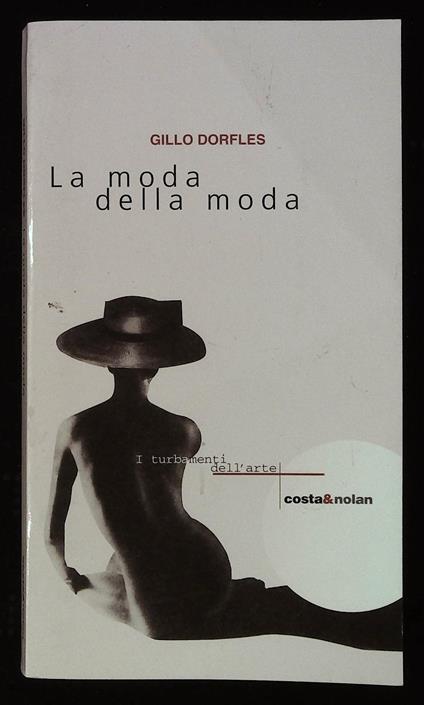 GILLO DORFLES
La moda
della moda
I turbamenti
dell'arte
costa&nolan